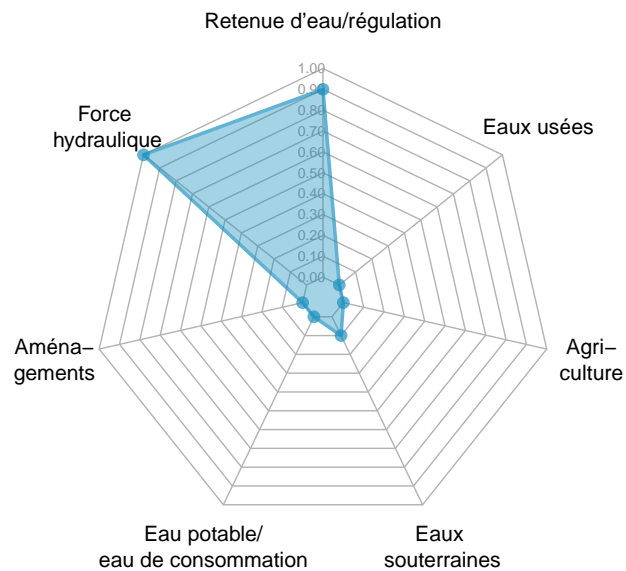 Retenue d'eau/régulation
1.00
0.90
0.80
0.70
0.60
0.50
0.40
0.30
0.20
0.10
0.00
Force
hydraulique
Eaux usées
Aména–
gements
Agri–
culture
Eau potable/
eau de consommation
Eaux
souterraines